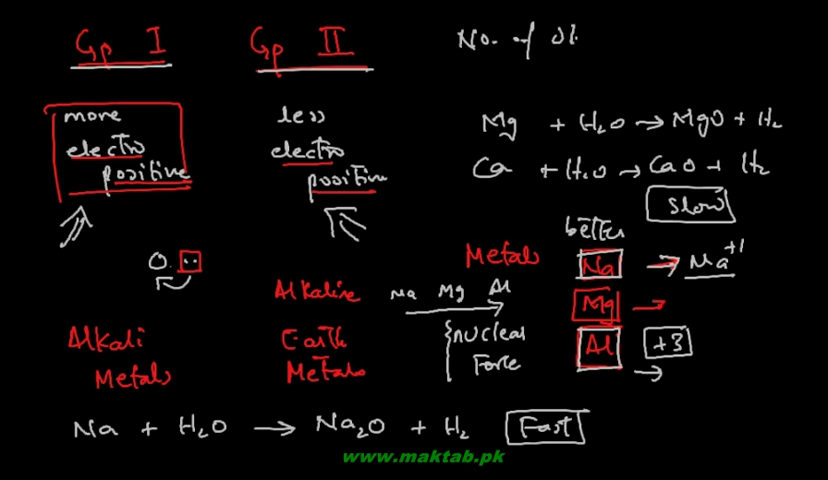 Gp I
Gp II
No. of
more
electro
positive
less
electro
positive
Mg + H2O → MgO + H2
Ca + H2O → CaO + H2
Slow
better
Metals
Na → Na+1
Mg →
Al +3
→
O
Alkaline
Earth
Metals
Na Mg Al
nuclear
Force
Alkali
Metals
Na + H2O → Na2O + H2 Fast
www.maktab.pk